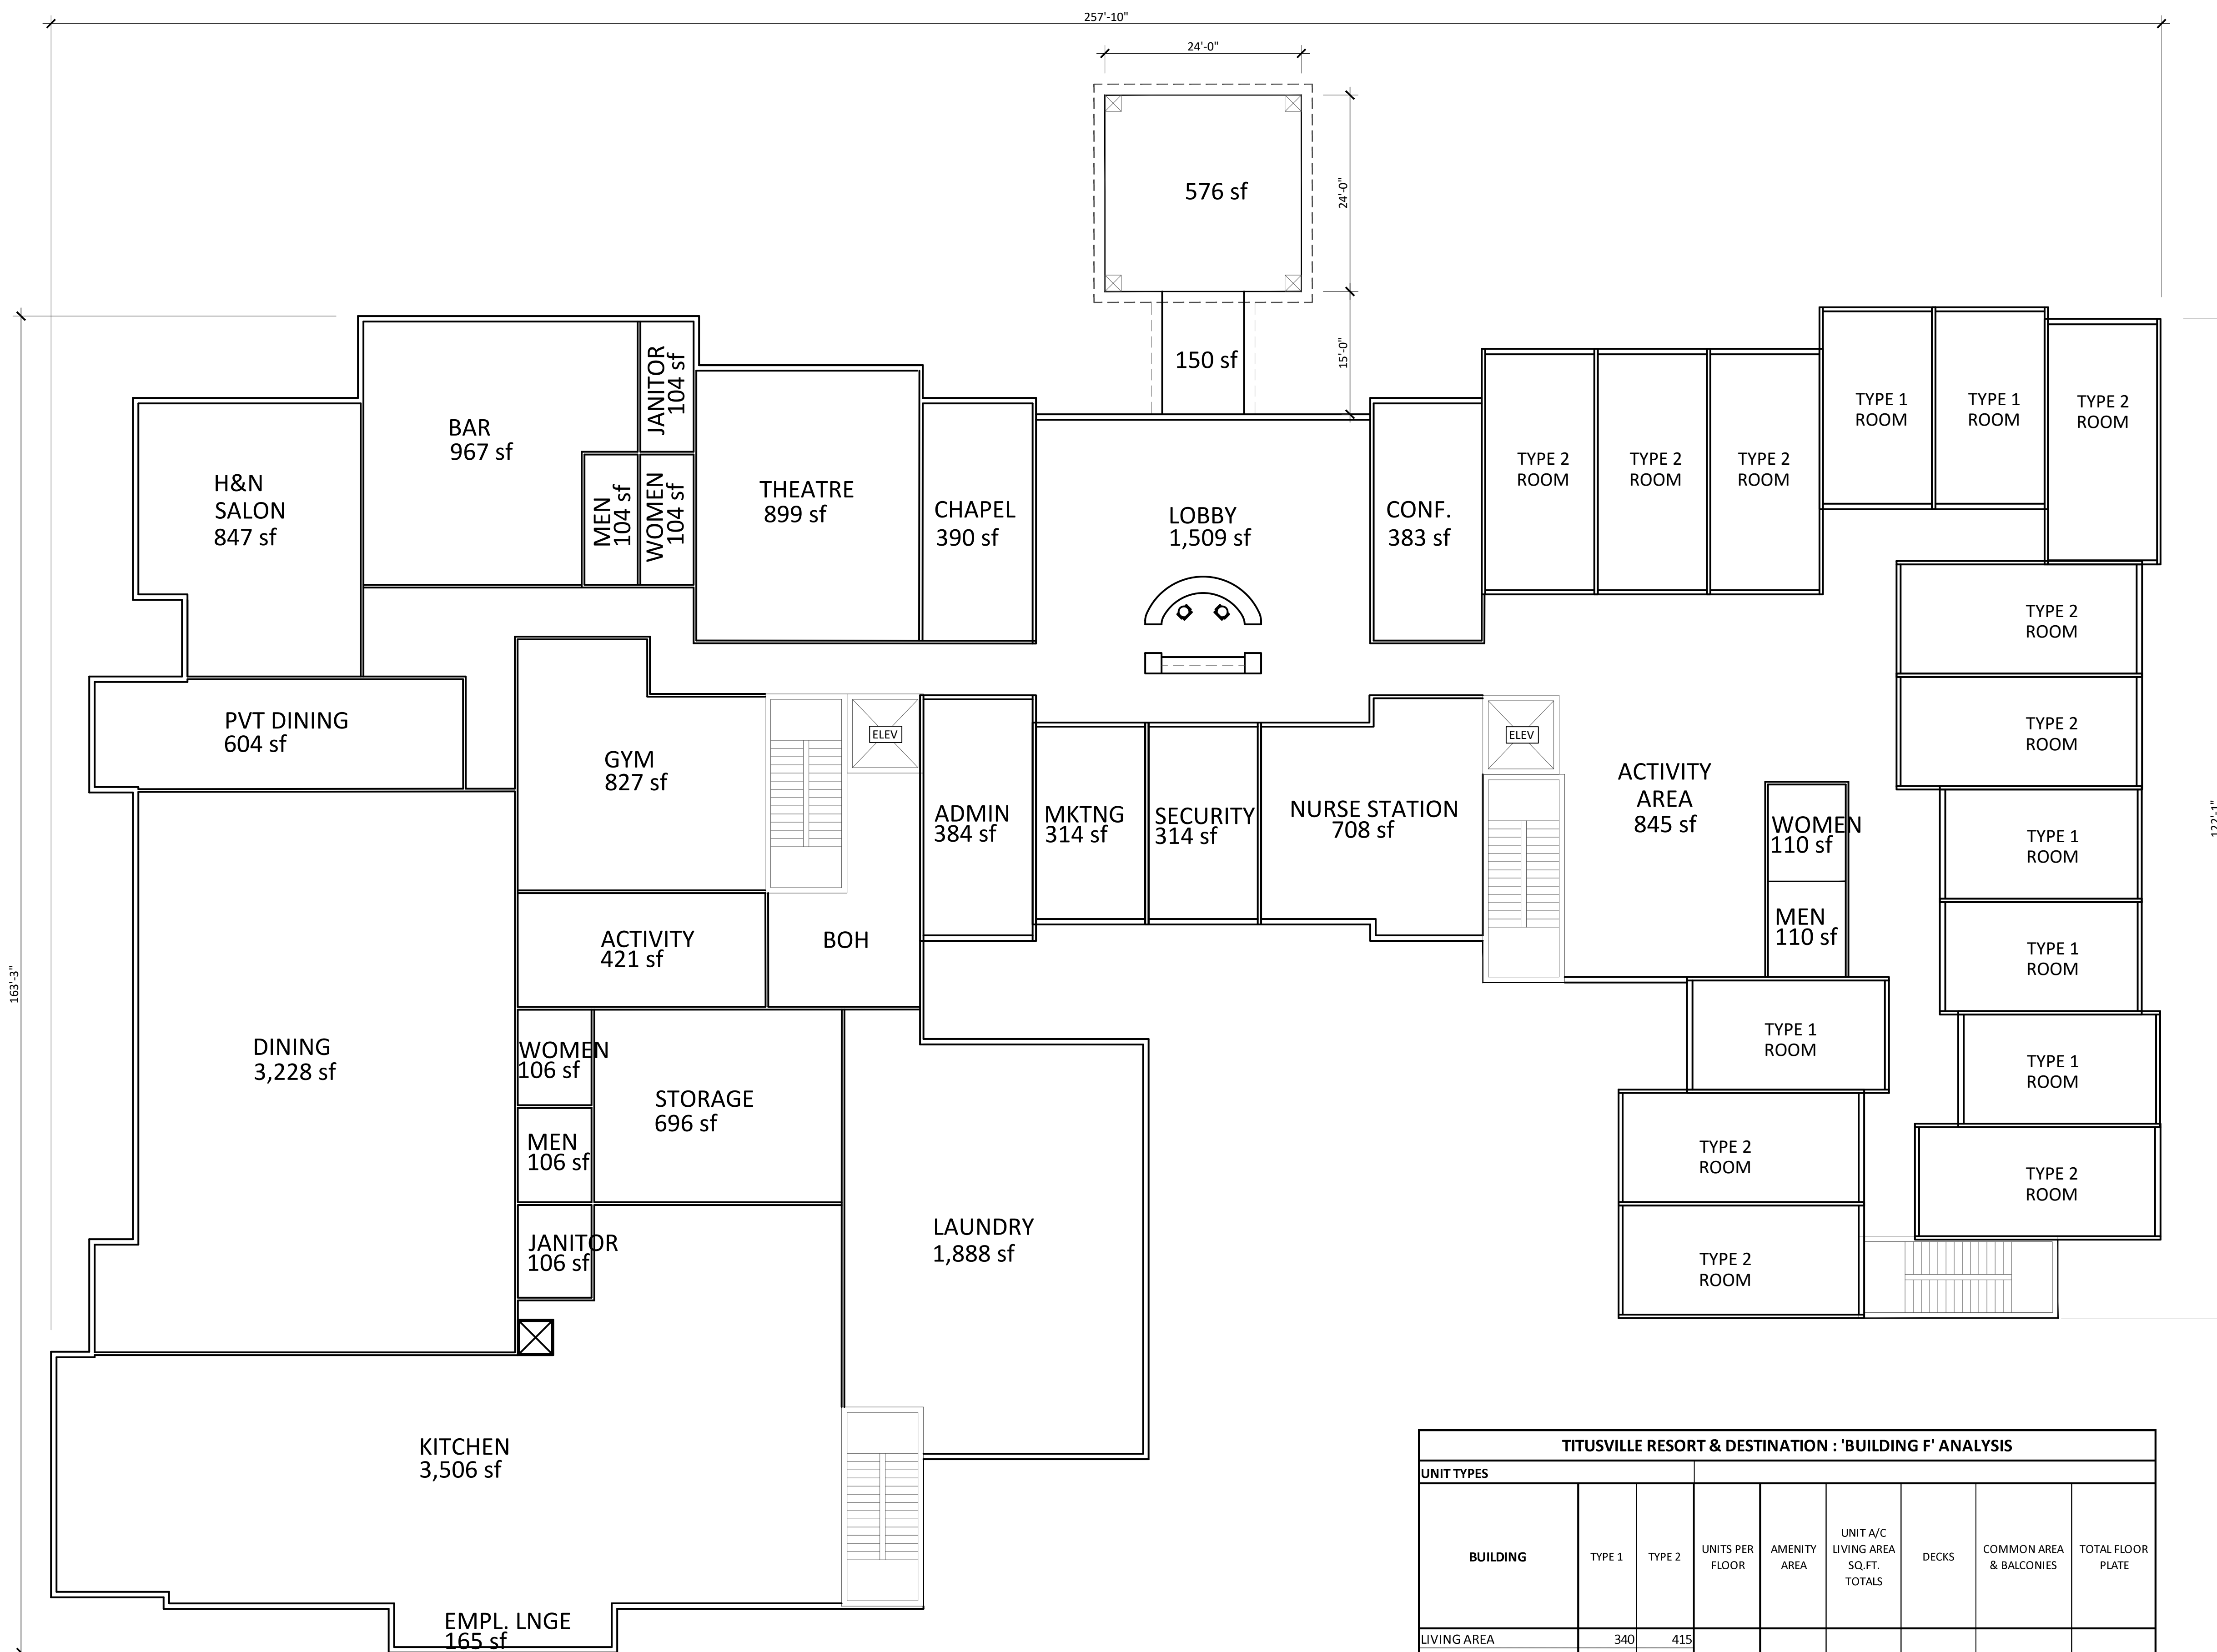 257'-10"
24'-0"
576 sf
24'-0"
150 sf
15'-0"
BAR
967 sf
JANITOR
104 sf
MEN
104 sf
WOMEN
104 sf
H&N
SALON
847 sf
THEATRE
899 sf
CHAPEL
390 sf
LOBBY
1,509 sf
CONF.
383 sf
TYPE 2
ROOM
TYPE 2
ROOM
TYPE 2
ROOM
TYPE 1
ROOM
TYPE 1
ROOM
TYPE 2
ROOM
TYPE 2
ROOM
TYPE 2
ROOM
TYPE 1
ROOM
TYPE 1
ROOM
TYPE 1
ROOM
TYPE 2
ROOM
PVT DINING
604 sf
GYM
827 sf
ELEV
ADMIN
384 sf
MKTNG
314 sf
SECURITY
314 sf
NURSE STATION
708 sf
ELEV
ACTIVITY
AREA
845 sf
WOMEN
110 sf
MEN
110 sf
122'-1"
163'-3"
ACTIVITY
421 sf
BOH
DINING
3,228 sf
WOMEN
106 sf
MEN
106 sf
JANITOR
106 sf
STORAGE
696 sf
LAUNDRY
1,888 sf
TYPE 1
ROOM
TYPE 2
ROOM
TYPE 2
ROOM
KITCHEN
3,506 sf
EMPL. LNGE
165 sf
TITUSVILLE RESORT & DESTINATION : 'BUILDING F' ANALYSIS
UNIT TYPES
BUILDING
TYPE 1
TYPE 2
UNITS PER
FLOOR
AMENITY
AREA
UNIT A/C
LIVING AREA
SQ.FT.
TOTALS
DECKS
COMMON AREA
& BALCONIES
TOTAL FLOOR
PLATE
LIVING AREA 340 415